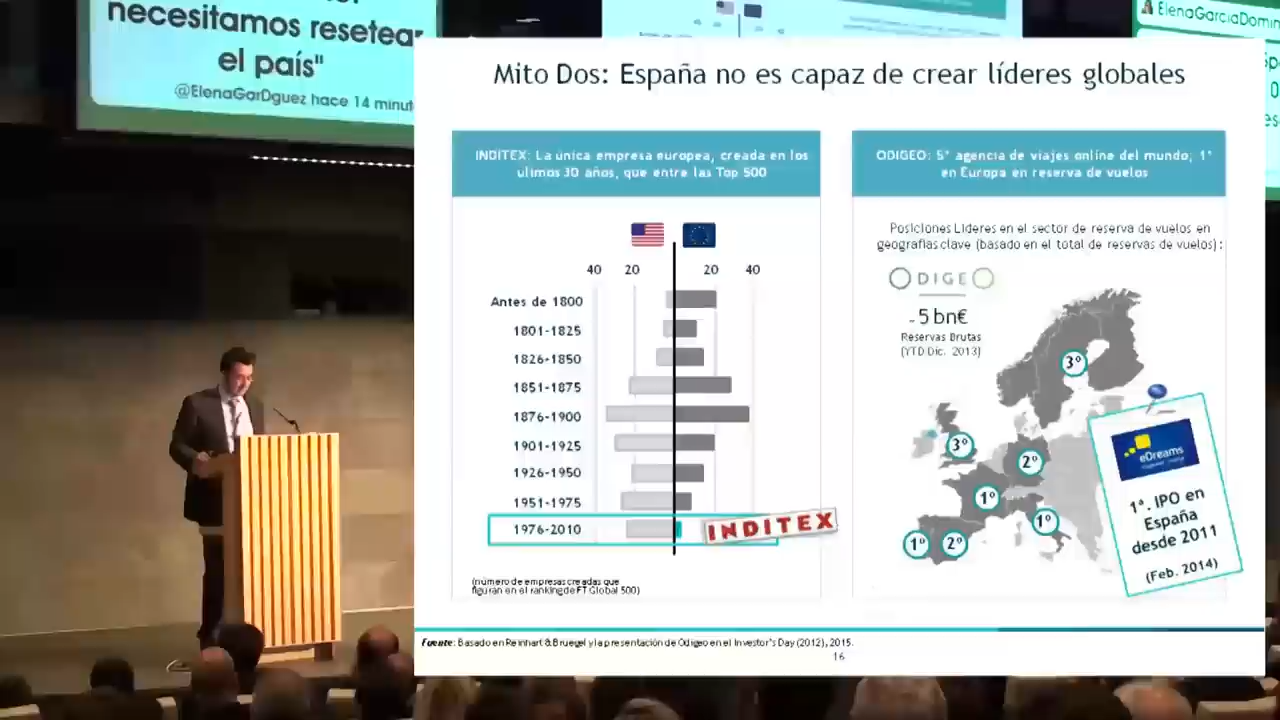 necesitamos resetear
el país"
@ElenaGarDguez hace 14 minut
ElenaGarciaDomin
Mito Dos: España no es capaz de crear líderes globales
INDITEX: La única empresa europea, creada en los
ulimos 30 años, que entre las Top 500
40 20 20 40
Antes de 1800
1801-1825
1826-1850
1851-1875
1876-1900
1901-1925
1926-1950
1951-1975
1976-2010
INDITEX
(número de empresas creadas que
figuran en el ranking de FT Global 500)
ODIGEO: 5ª agencia de viajes online del mundo; 1ª
en Europa en reserva de vuelos
Posiciones Líderes en el sector de reserva de vuelos en
geografías clave (basado en el total de reservas de vuelos):
ODIGEO
~5 bn€
Reservas Brutas
(YTD Dic. 2013)
3º
3º
2º
1º
1º
1º
2º
eDreams
1ª. IPO en
España
desde 2011
(Feb. 2014)
Fuente: Basado en Reinhart & Bruegel y la presentación de Odigeo en el Investor's Day (2012), 2015.
16